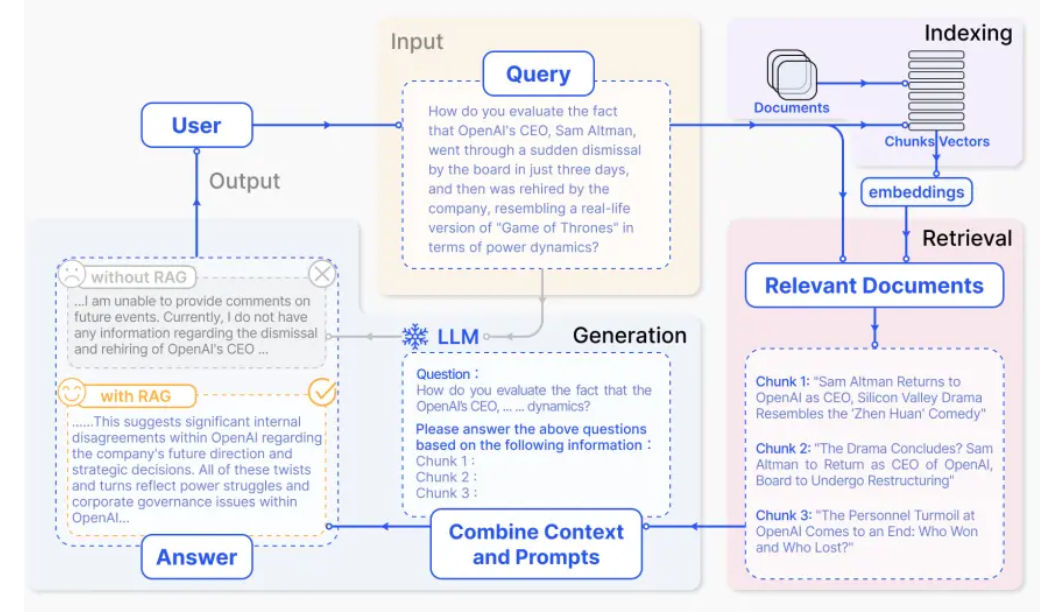 Input
Query
How do you evaluate the fact
that OpenAI's CEO, Sam Altman,
went through a sudden dismissal
by the board in just three days,
and then was rehired by the
company, resembling a real-life
version of "Game of Thrones" in
terms of power dynamics?
Indexing
Documents
Chunks Vectors
embeddings
User
Output
Retrieval
Relevant Documents
Chunk 1: "Sam Altman Returns to
OpenAI as CEO, Silicon Valley Drama
Resembles the 'Zhen Huan' Comedy"
Chunk 2: "The Drama Concludes? Sam
Altman to Return as CEO of OpenAI,
Board to Undergo Restructuring"
Chunk 3: "The Personnel Turmoil at
OpenAI Comes to an End: Who Won
and Who Lost?"
without RAG
...I am unable to provide comments on
future events. Currently, I do not have
any information regarding the dismissal
and rehiring of OpenAI's CEO ...
with RAG
......This suggests significant internal
disagreements within OpenAI regarding
the company's future direction and
strategic decisions. All of these twists
and turns reflect power struggles and
corporate governance issues within
OpenAI...
Answer
LLM
Generation
Question :
How do you evaluate the fact that the
OpenAI's CEO, ... ... dynamics?
Please answer the above questions
based on the following information :
Chunk 1 :
Chunk 2 :
Chunk 3 :
Combine Context
and Prompts